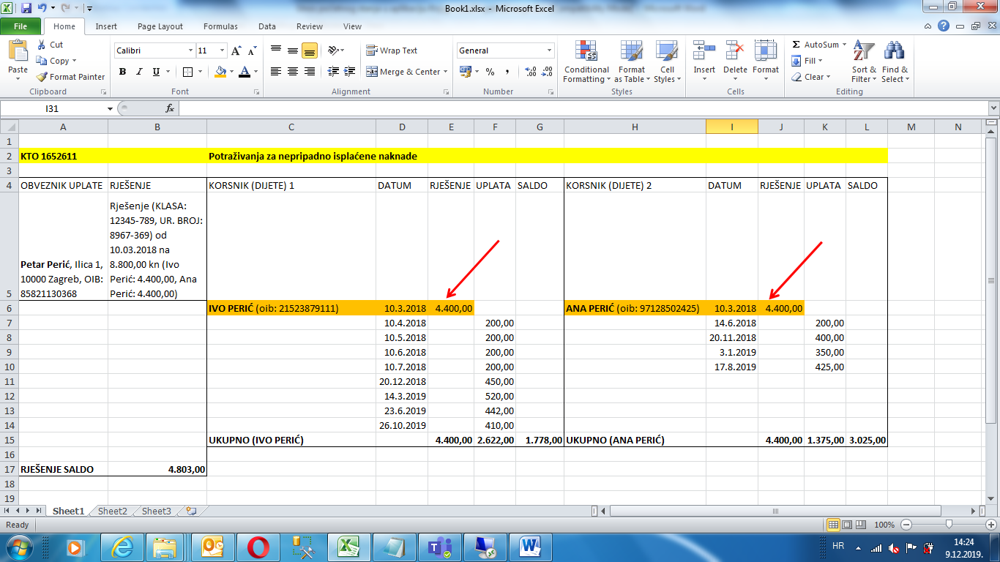 Book1.xlsx - Microsoft Excel
File Home Insert Page Layout Formulas Data Review View
Paste Cut Copy Format Painter Clipboard
Calibri 11 B I U Font
Wrap Text Merge & Center Alignment
General % Number
Conditional Formatting Format as Table Cell Styles Styles
Insert Delete Format Cells
Σ AutoSum Fill Clear Sort & Filter Find & Select Editing
I31 fx
A B C D E F G H I J K L M N
1
2 KTO 1652611 Potraživanja za nepripadno isplaćene naknade
3
4 OBVEZNIK UPLATE RJEŠENJE KORSNIK (DIJETE) 1 DATUM RJEŠENJE UPLATA SALDO KORSNIK (DIJETE) 2 DATUM RJEŠENJE UPLATA SALDO
5 Petar Perić, Ilica 1,
10000 Zagreb, OIB:
85821130368
Rješenje (KLASA:
12345-789, UR. BROJ:
8967-369) od
10.03.2018 na
8.800,00 kn (Ivo
Perić: 4.400,00, Ana
Perić: 4.400,00)
6 IVO PERIĆ (oib: 21523879111) 10.3.2018 4.400,00 ANA PERIĆ (oib: 97128502425) 10.3.2018 4.400,00
7 10.4.2018 200,00 14.6.2018 200,00
8 10.5.2018 200,00 20.11.2018 400,00
9 10.6.2018 200,00 3.1.2019 350,00
10 10.7.2018 200,00 17.8.2019 425,00
11 20.12.2018 450,00
12 14.3.2019 520,00
13 23.6.2019 442,00
14 26.10.2019 410,00
15 UKUPNO (IVO PERIĆ) 4.400,00 2.622,00 1.778,00 UKUPNO (ANA PERIĆ) 4.400,00 1.375,00 3.025,00
16
17 RJEŠENJE SALDO 4.803,00
18
19
Sheet1 Sheet2 Sheet3
Ready 100%
HR 14:24
9.12.2019.